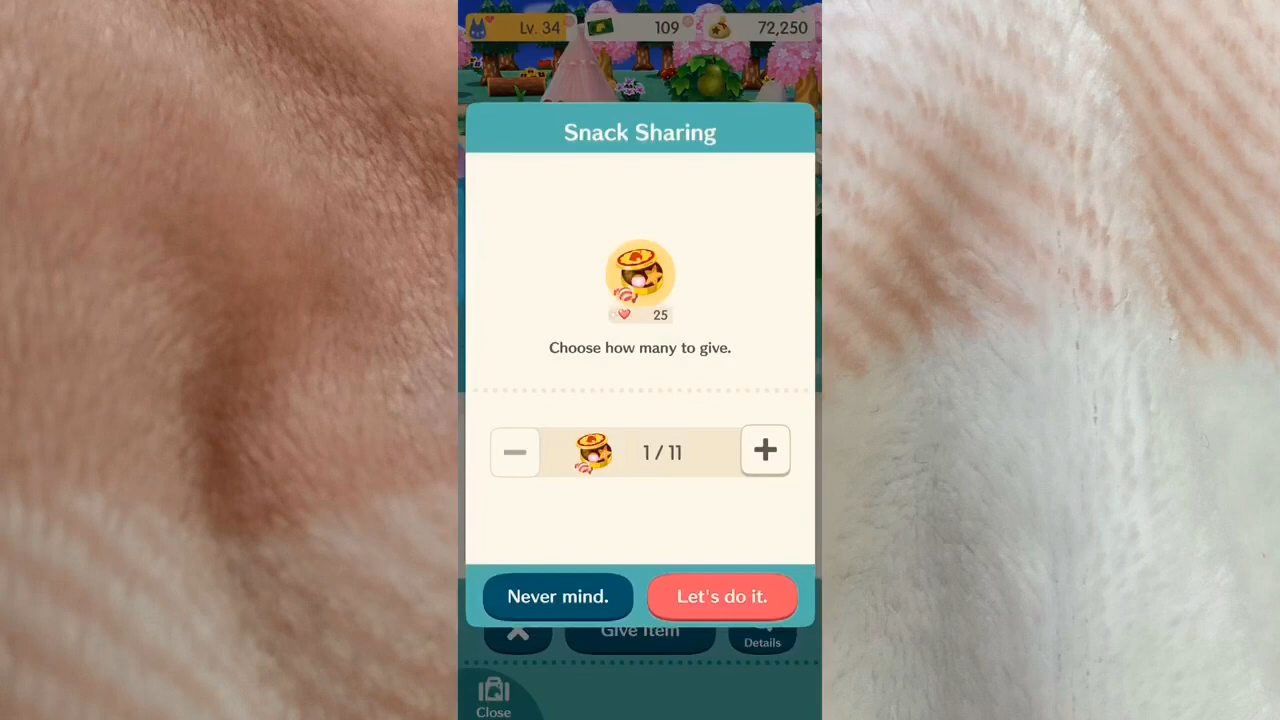 Lv. 34
109
72,250
Snack Sharing
25
Choose how many to give.
1 / 11
Never mind.
Let's do it.
Give Item
Details
Close